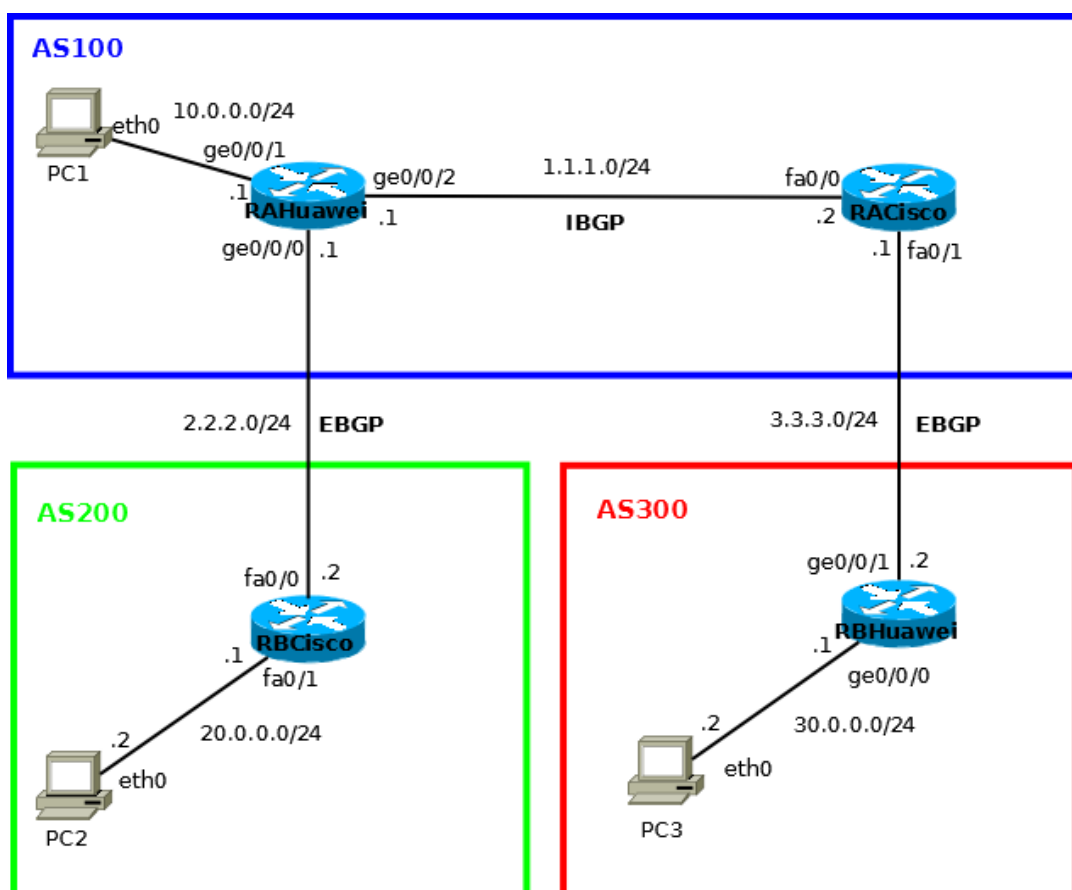 AS100
10.0.0.0/24
eth0
PC1
ge0/0/1
.1
RAHuawei
ge0/0/2
.1
ge0/0/0
.1
1.1.1.0/24
IBGP
fa0/0
.2
RACisco
.1
fa0/1
2.2.2.0/24
EBGP
3.3.3.0/24
EBGP
AS200
fa0/0
.2
RBCisco
.1
fa0/1
20.0.0.0/24
.2
eth0
PC2
AS300
ge0/0/1
.2
RBHuawei
.1
ge0/0/0
30.0.0.0/24
.2
eth0
PC3